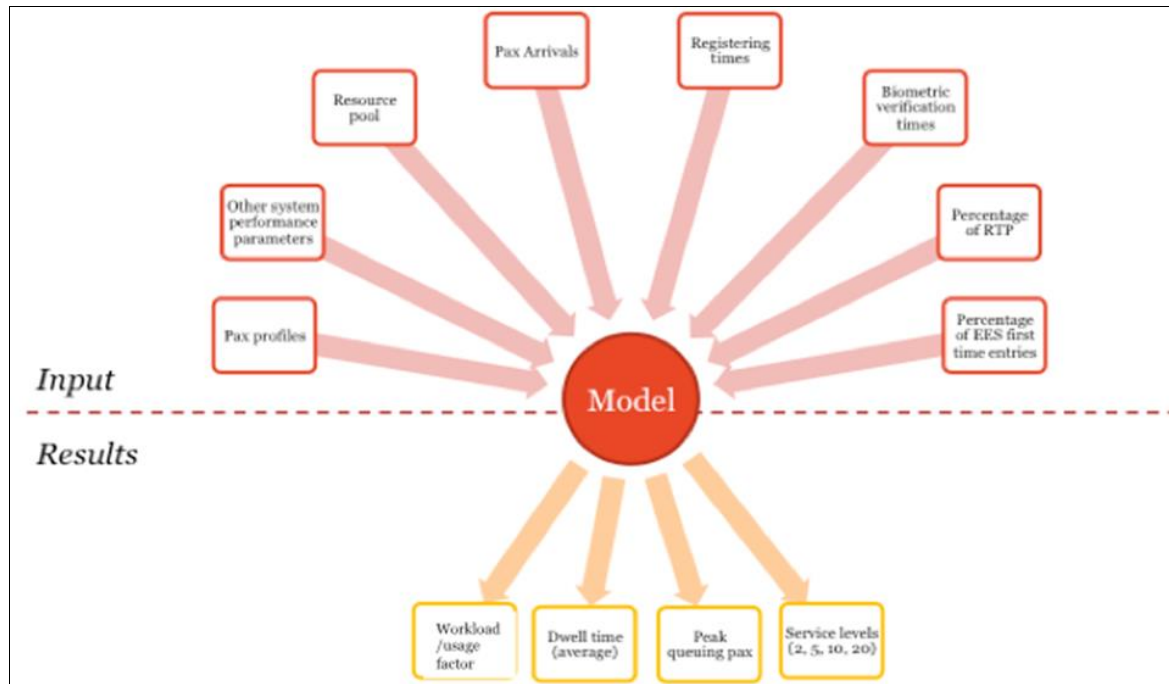 Pax Arrivals
Registering
times
Resource
pool
Biometric
verification
times
Other system
performance
parameters
Percentage
of RTP
Pax profiles
Percentage
of EES first
time entries
Input
Model
Results
Workload
/usage
factor
Dwell time
(average)
Peak
queuing pax
Service levels
(2, 5, 10, 20)